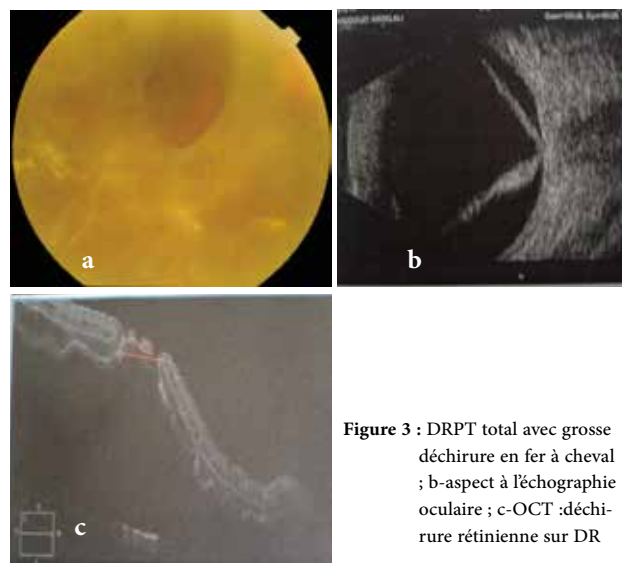 a
b
c
Figure 3 : DRPT total avec grosse
déchirure en fer à cheval
; b-aspect à l'échographie
oculaire ; c-OCT :déchi-
rure rétinienne sur DR